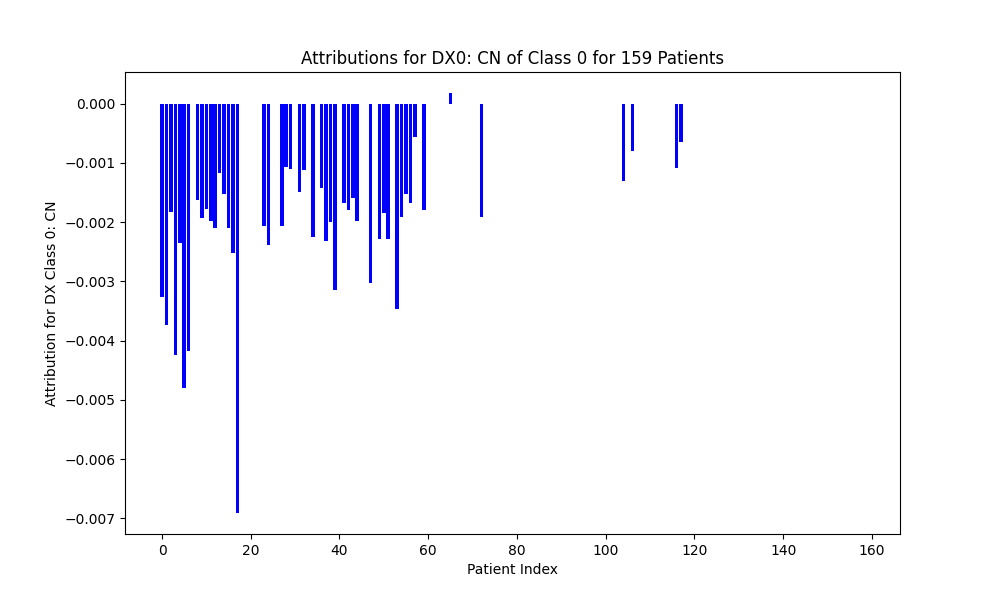 Attributions for DX0: CN of Class 0 for 159 Patients
Attribution for DX Class 0: CN
0.000
−0.001
−0.002
−0.003
−0.004
−0.005
−0.006
−0.007
0 20 40 60 80 100 120 140 160
Patient Index